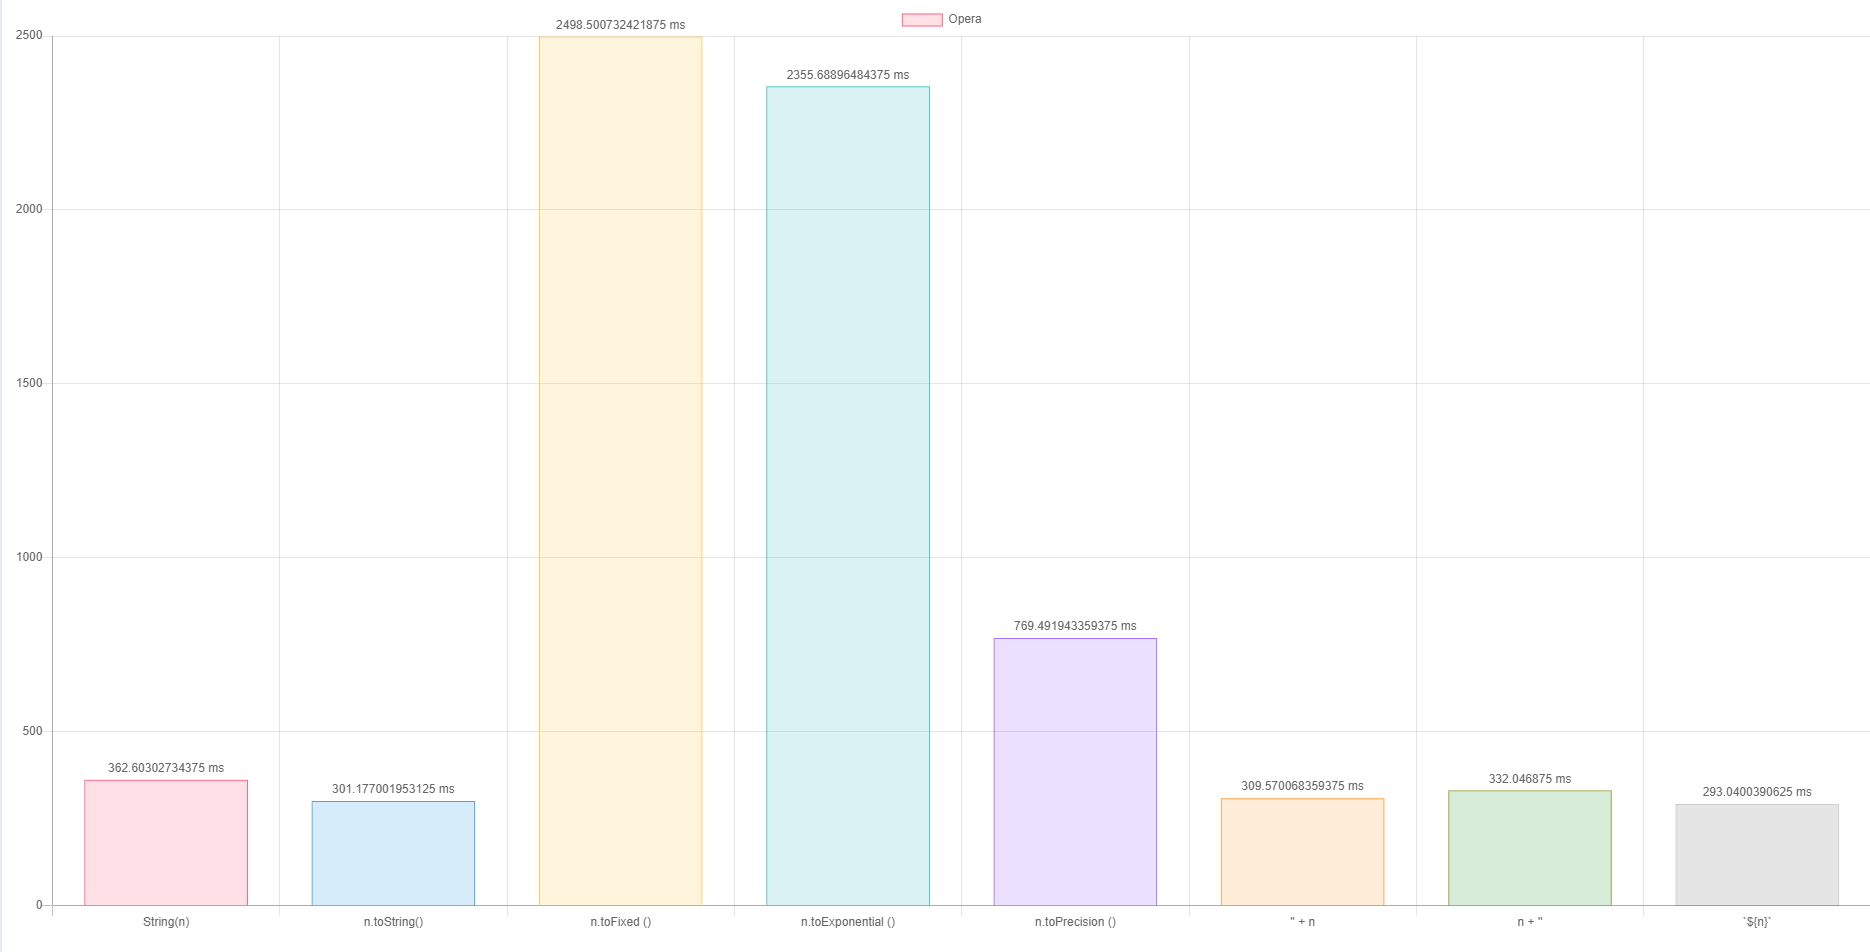 Opera
2498.500732421875 ms
2355.68896484375 ms
769.491943359375 ms
362.60302734375 ms
301.177001953125 ms
309.570068359375 ms
332.046875 ms
293.0400390625 ms
2500
2000
1500
1000
500
0
String(n)
n.toString()
n.toFixed ()
n.toExponential ()
n.toPrecision ()
'' + n
n + ''
`${n}`